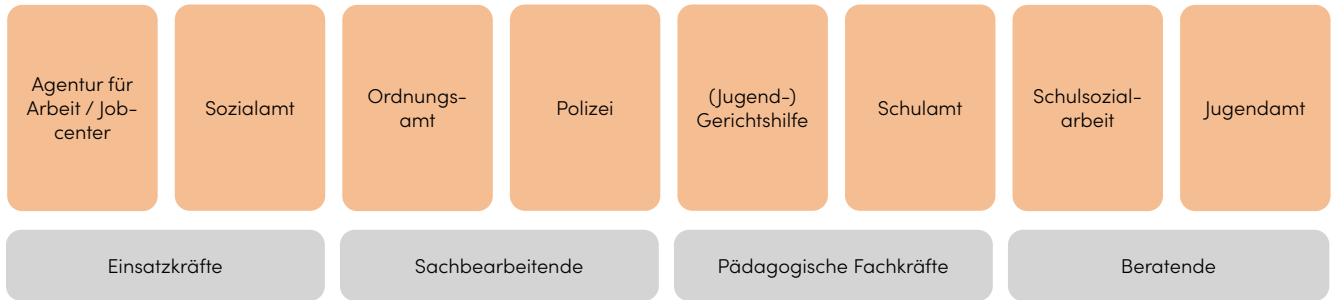 Agentur für
Arbeit / Job-
center
Sozialamt
Ordnungs-
amt
Polizei
(Jugend-)
Gerichtshilfe
Schulamt
Schulsozial-
arbeit
Jugendamt
Einsatzkräfte
Sachbearbeitende
Pädagogische Fachkräfte
Beratende